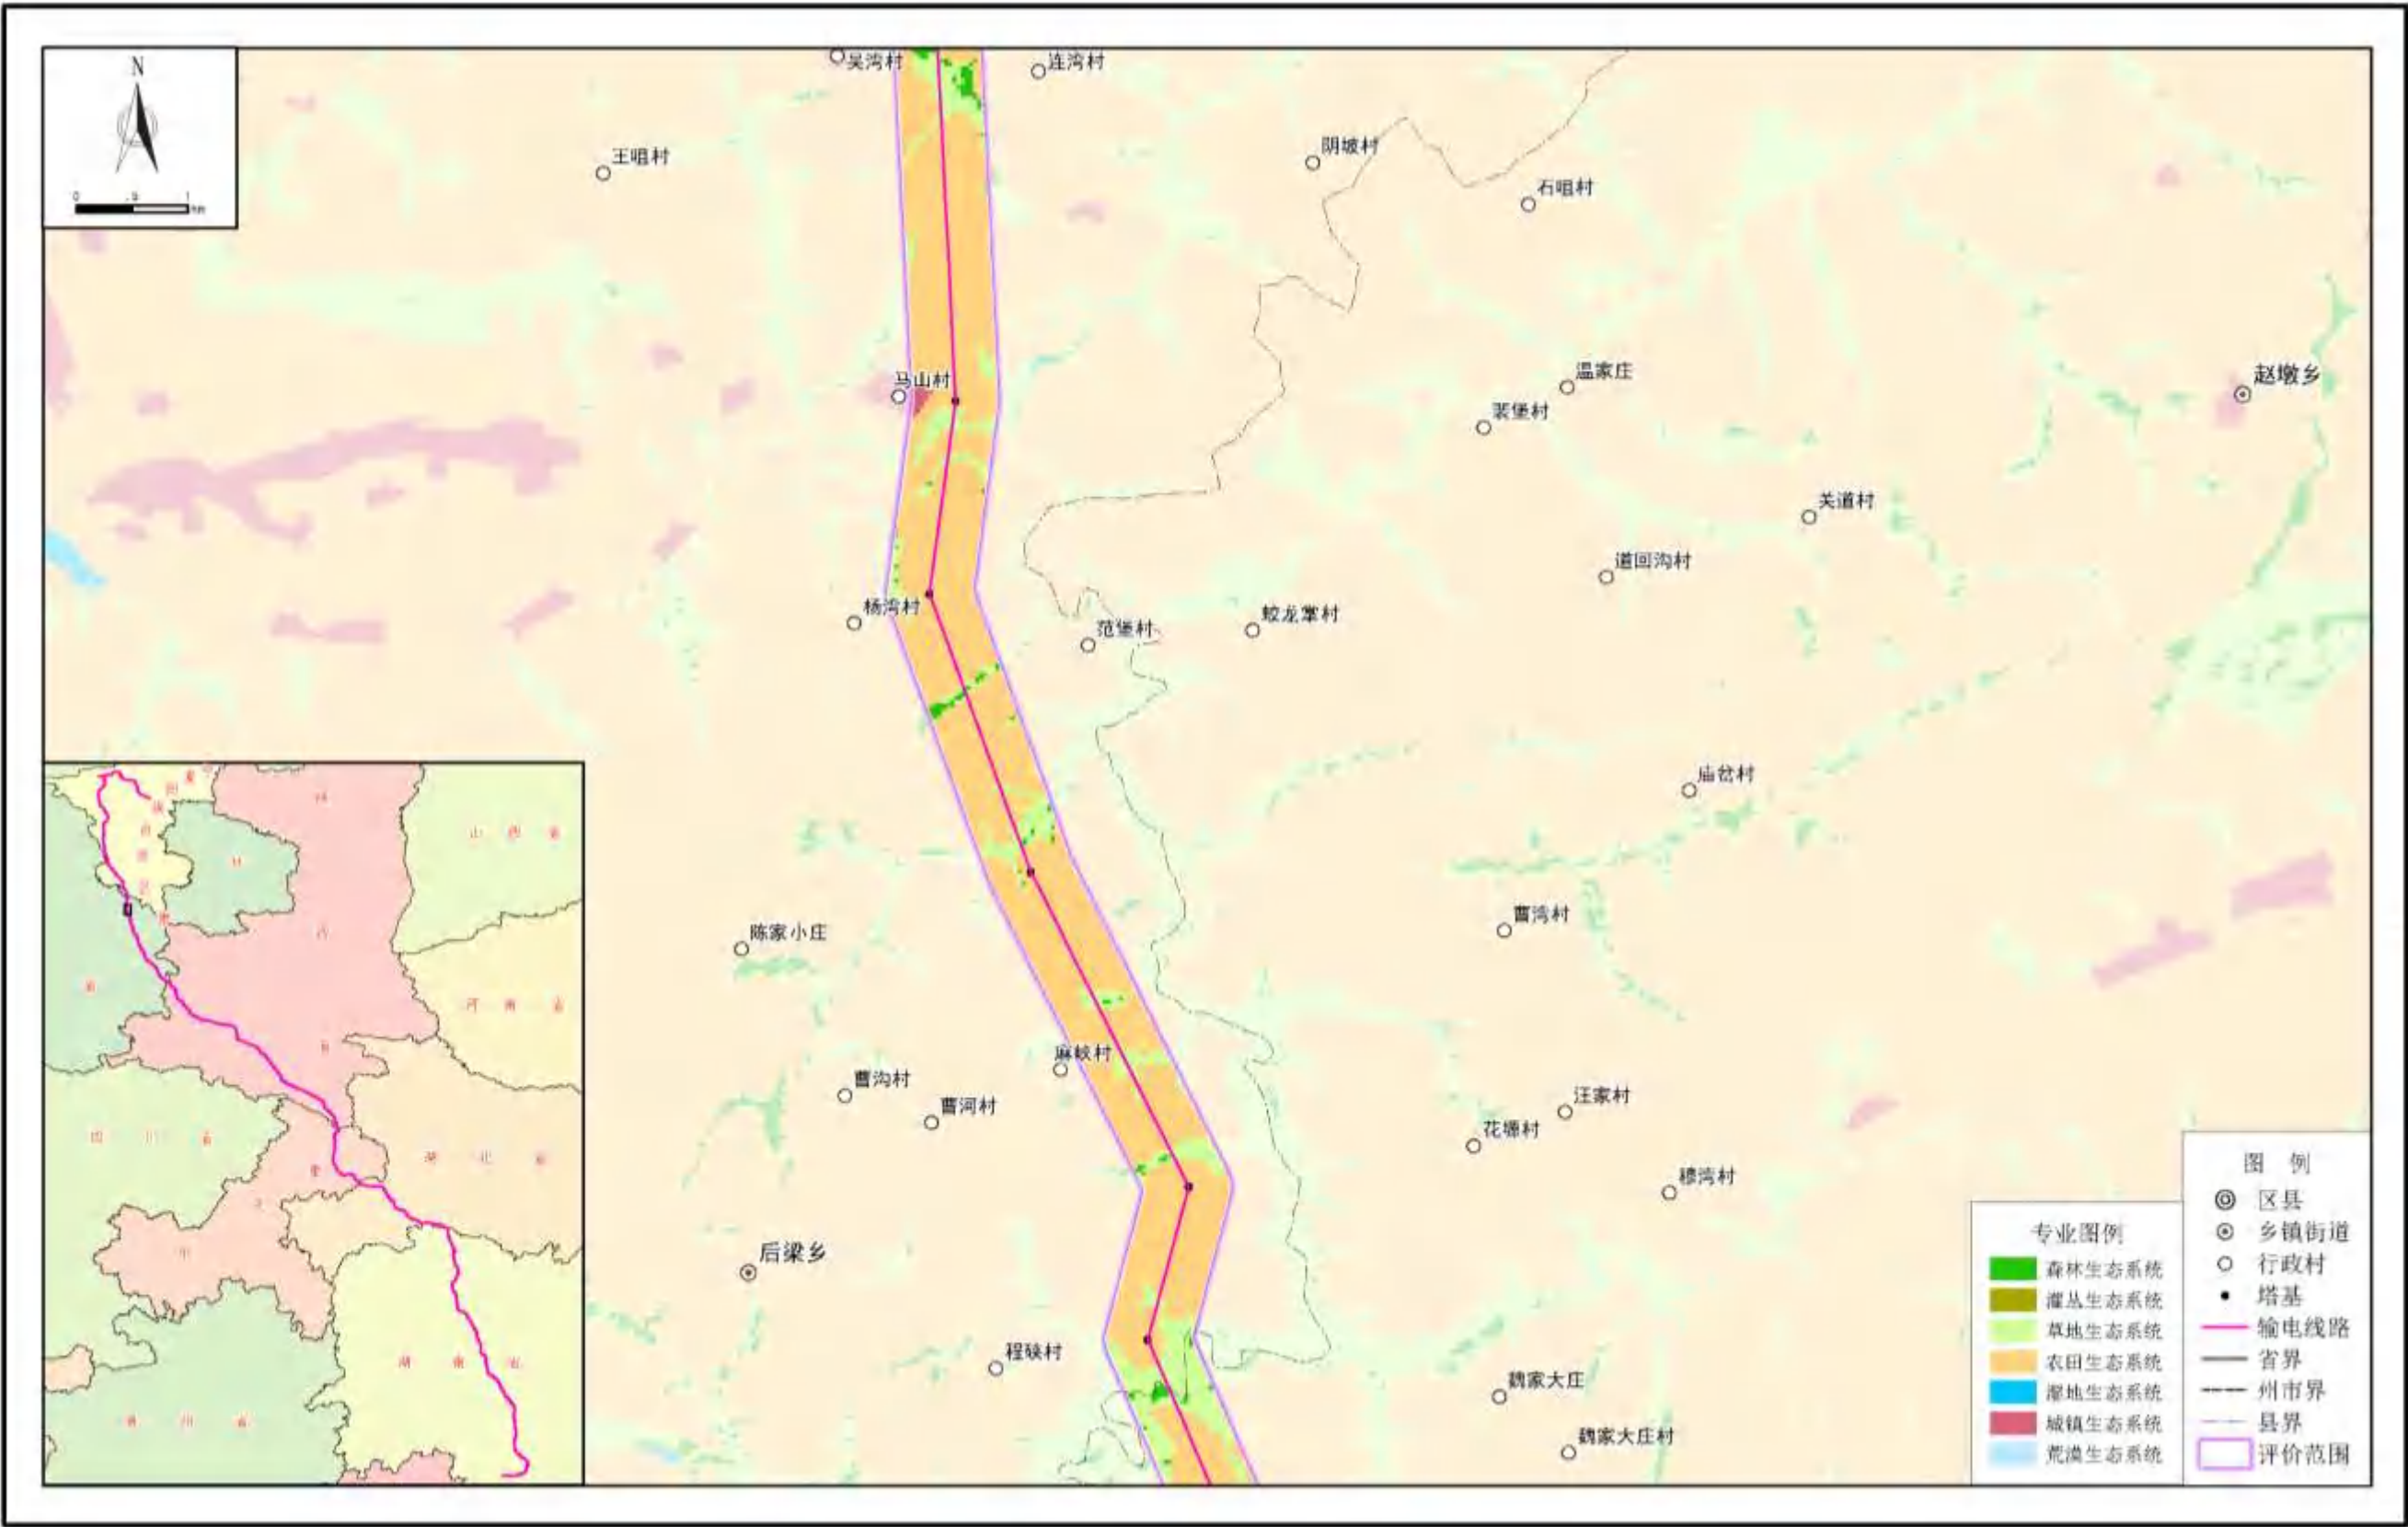 N
吴湾村
连湾村
王咀村
阴坡村
石咀村
0 .5 1
马山村
温家庄
裴堡村
赵墩乡
关道村
道回沟村
杨湾村
范堡村
蛟龙掌村
庙岔村
曹湾村
陈家小庄
麻岐村
曹沟村
曹河村
汪家村
花堰村
穆湾村
后梁乡
程硖村
魏家大庄
魏家大庄村
山 西 省
河 南 省
四 川 省
湖 北 省
湖 南 省
图 例
区县
乡镇街道
行政村
塔基
输电线路
省界
州市界
县界
评价范围
专业图例
森林生态系统
灌丛生态系统
草地生态系统
农田生态系统
湿地生态系统
城镇生态系统
荒漠生态系统